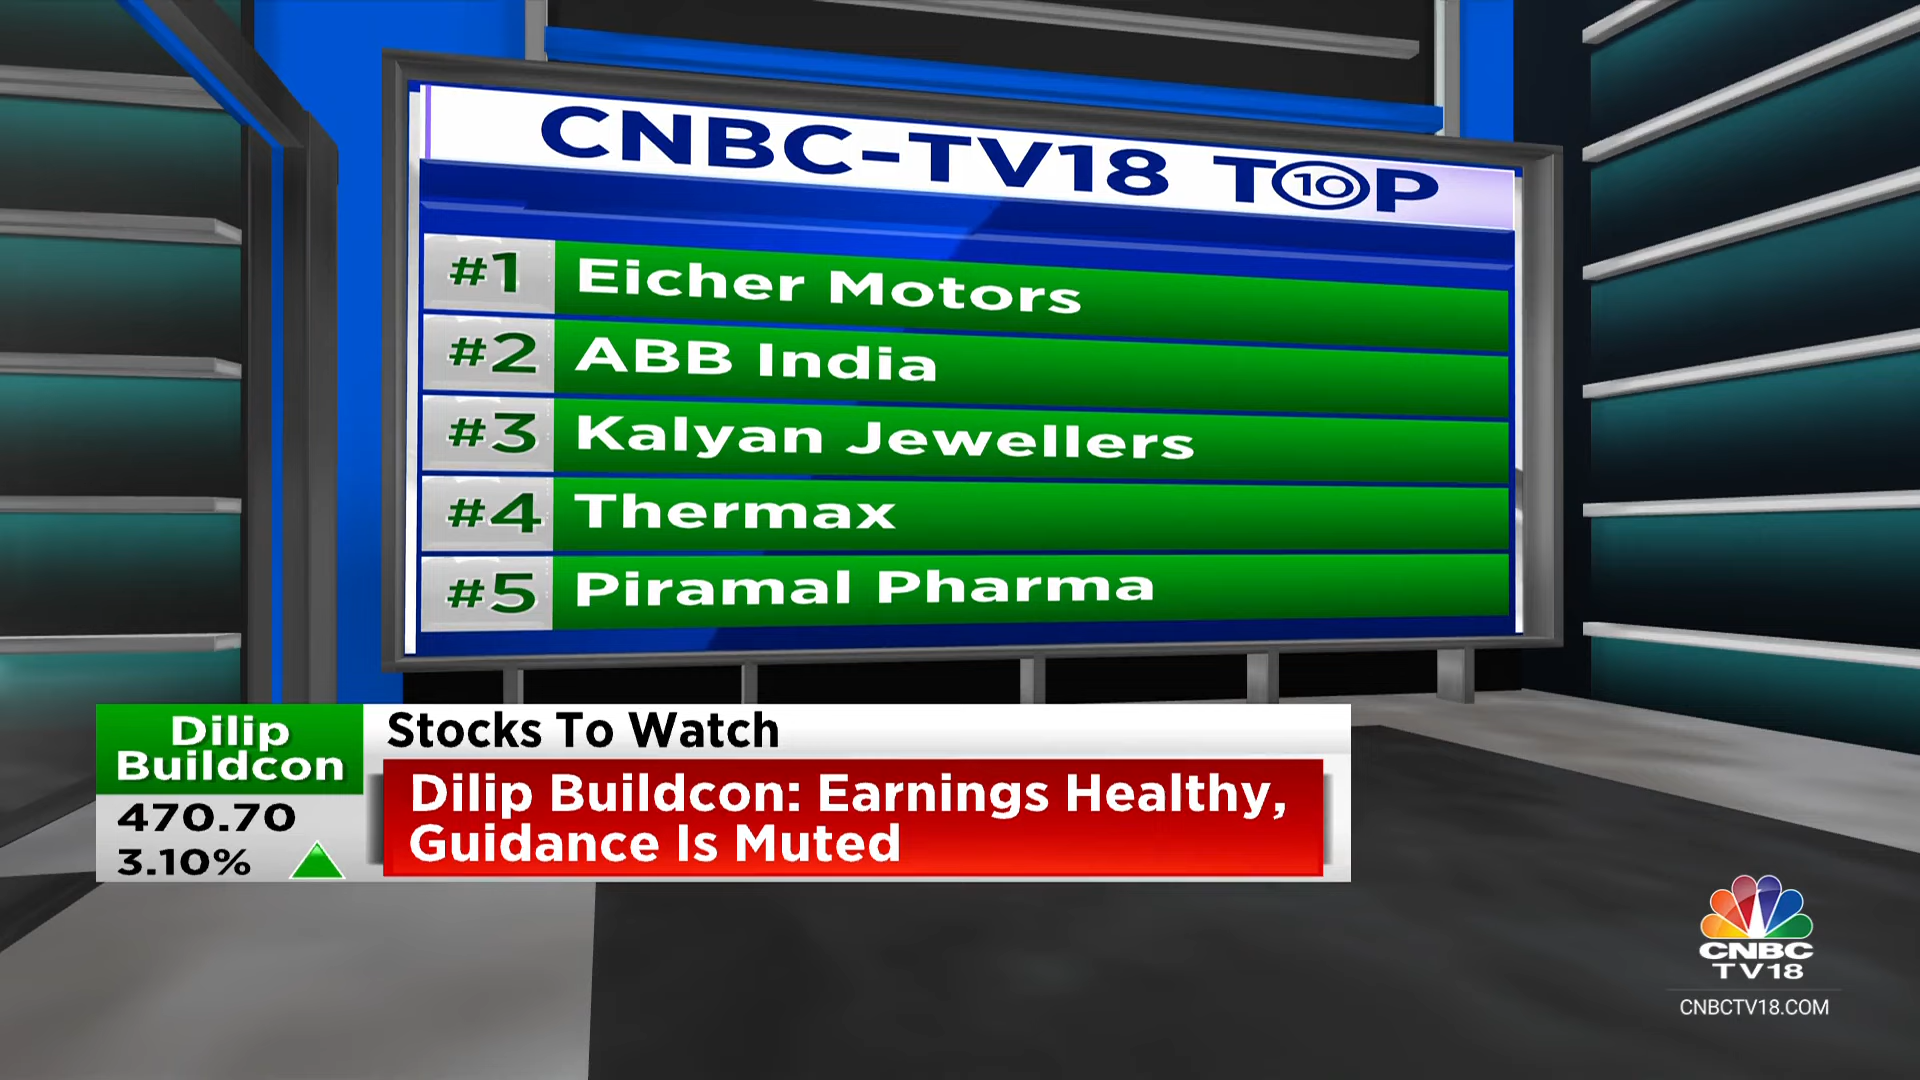 CNBC-TV18 TOP
10
#1 Eicher Motors
#2 ABB India
#3 Kalyan Jewellers
#4 Thermax
#5 Piramal Pharma
Dilip
Buildcon
470.70
3.10%
Stocks To Watch
Dilip Buildcon: Earnings Healthy,
Guidance Is Muted
CNBC
TV18
CNBCTV18.COM